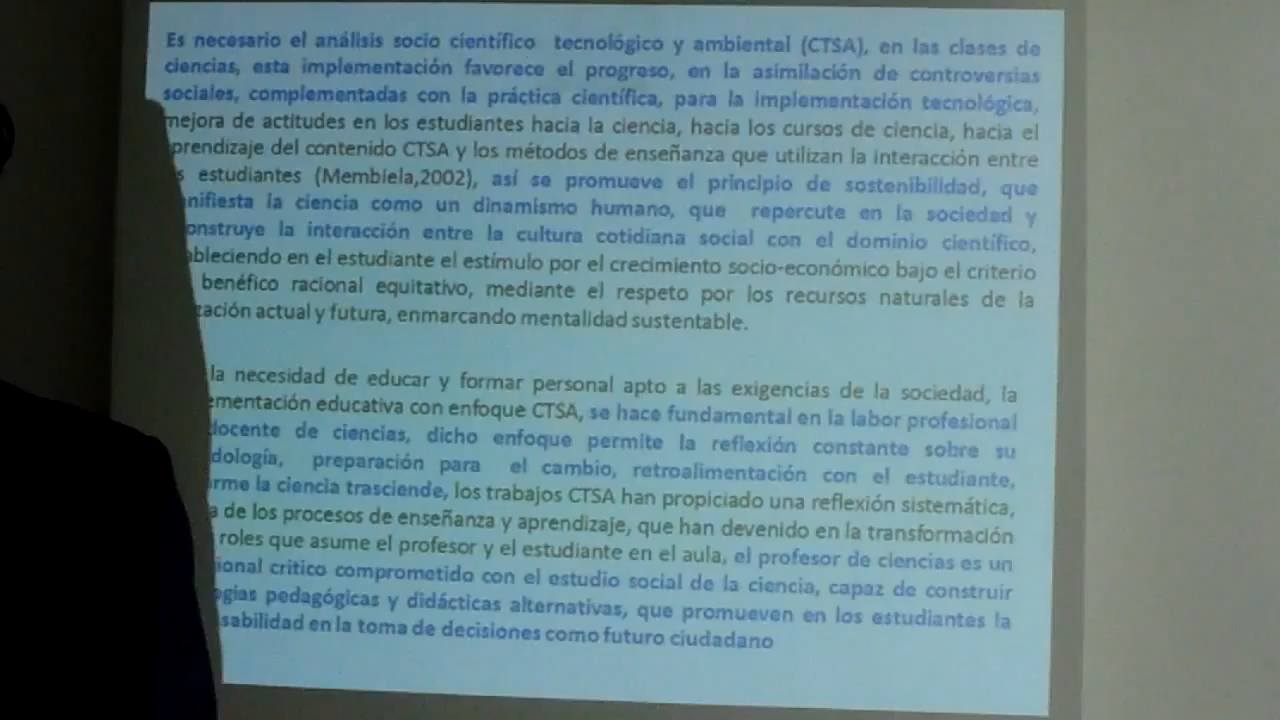 Es necesario el análisis socio científico tecnológico y ambiental (CTSA), en las clases de
ciencias, esta implementación favorece el progreso, en la asimilación de controversias
sociales, complementadas con la práctica científica, para la implementación tecnológica,
mejora de actitudes en los estudiantes hacia la ciencia, hacia los cursos de ciencia, hacia el
prendizaje del contenido CTSA y los métodos de enseñanza que utilizan la interacción entre
s estudiantes (Membiela,2002), así se promueve el principio de sostenibilidad, que
nifiesta la ciencia como un dinamismo humano, que repercute en la sociedad y
onstruye la interacción entre la cultura cotidiana social con el dominio científico,
ableciendo en el estudiante el estímulo por el crecimiento socio-económico bajo el criterio
benéfico racional equitativo, mediante el respeto por los recursos naturales de la
zación actual y futura, enmarcando mentalidad sustentable.
la necesidad de educar y formar personal apto a las exigencias de la sociedad, la
ementación educativa con enfoque CTSA, se hace fundamental en la labor profesional
docente de ciencias, dicho enfoque permite la reflexión constante sobre su
dología, preparación para el cambio, retroalimentación con el estudiante,
rme la ciencia trasciende, los trabajos CTSA han propiciado una reflexión sistemática,
a de los procesos de enseñanza y aprendizaje, que han devenido en la transformación
roles que asume el profesor y el estudiante en el aula, el profesor de ciencias es un
ional critico comprometido con el estudio social de la ciencia, capaz de construir
ogias pedagógicas y didácticas alternativas, que promueven en los estudiantes la
sabilidad en la toma de decisiones como futuro ciudadano